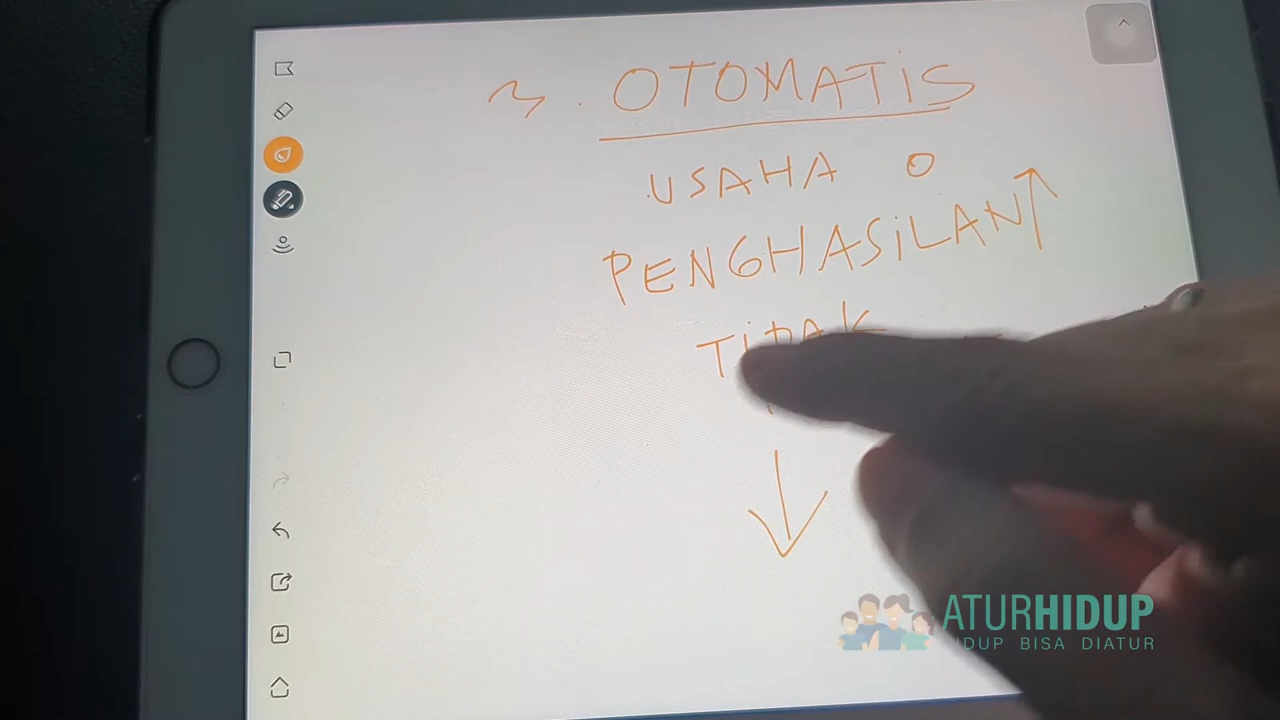 3. OTOMATIS
USAHA 0
PENGHASILAN ↑
TIDAK
↓
ATURHIDUP
HIDUP BISA DIATUR